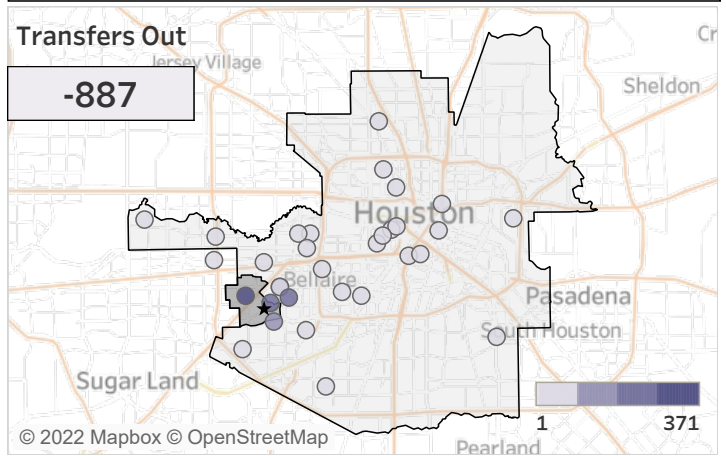 Transfers Out
-887
Jersey Village
Cr
Sheldon
Houston
Bellaire
Pasadena
South Houston
Sugar Land
1 371
© 2022 Mapbox © OpenStreetMap
Pearland